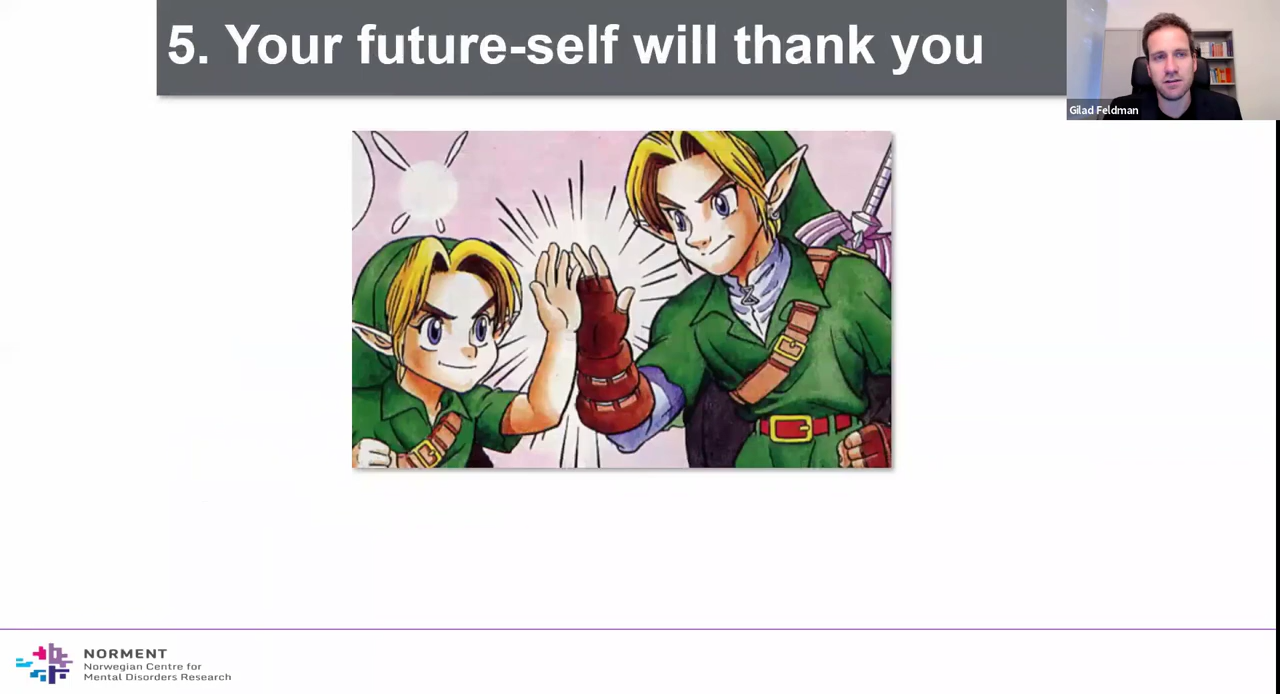 5. Your future-self will thank you
Gilad Feldman
NORMENT
Norwegian Centre for
Mental Disorders Research